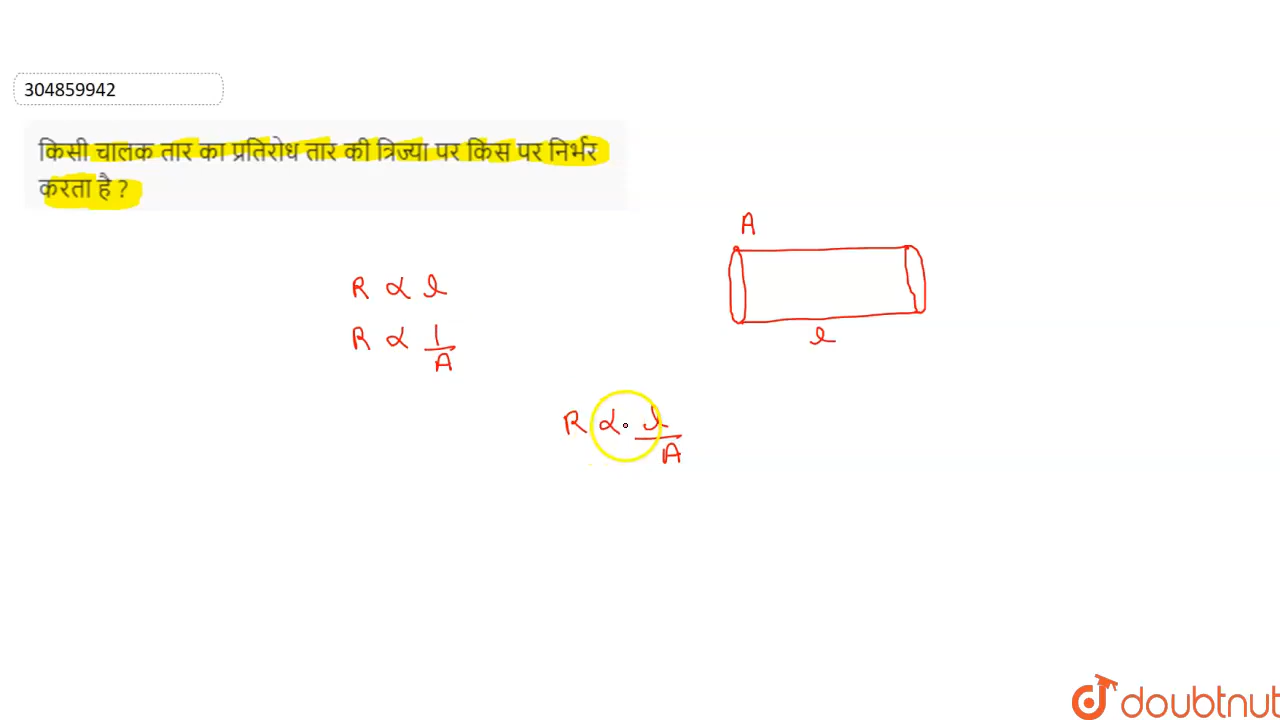 304859942
किसी चालक तार का प्रतिरोध तार की त्रिज्या पर किस पर निर्भर
करता है ?
A
R ∝ l
R ∝ 1/A
l
R ∝ l/A
doubtnut